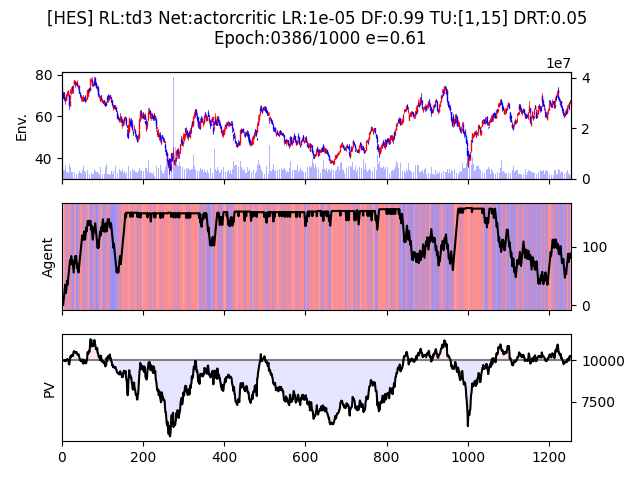 [HES] RL:td3 Net:actorcritic LR:1e-05 DF:0.99 TU:[1,15] DRT:0.05
Epoch:0386/1000 e=0.61
1e7
80
60
40
Env.
4
2
0
Agent
100
0
PV
10000
7500
0
200
400
600
800
1000
1200